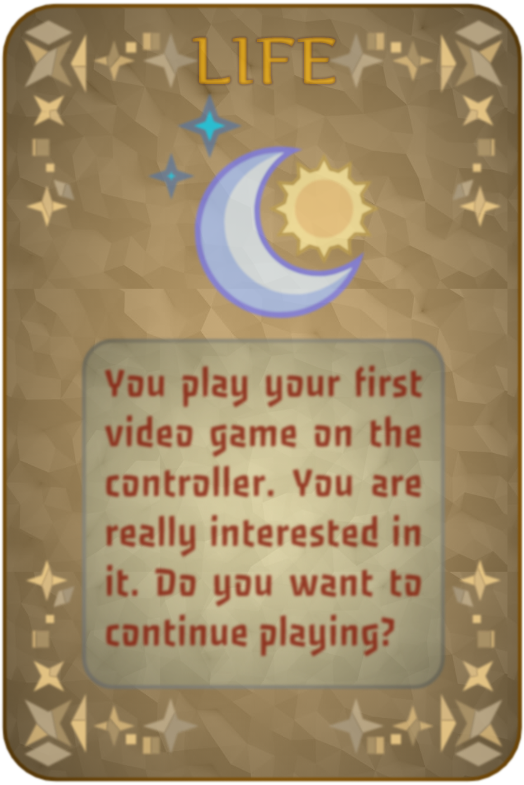 LIFE
You play your first
video game on the
controller. You are
really interested in
it. Do you want to
continue playing?